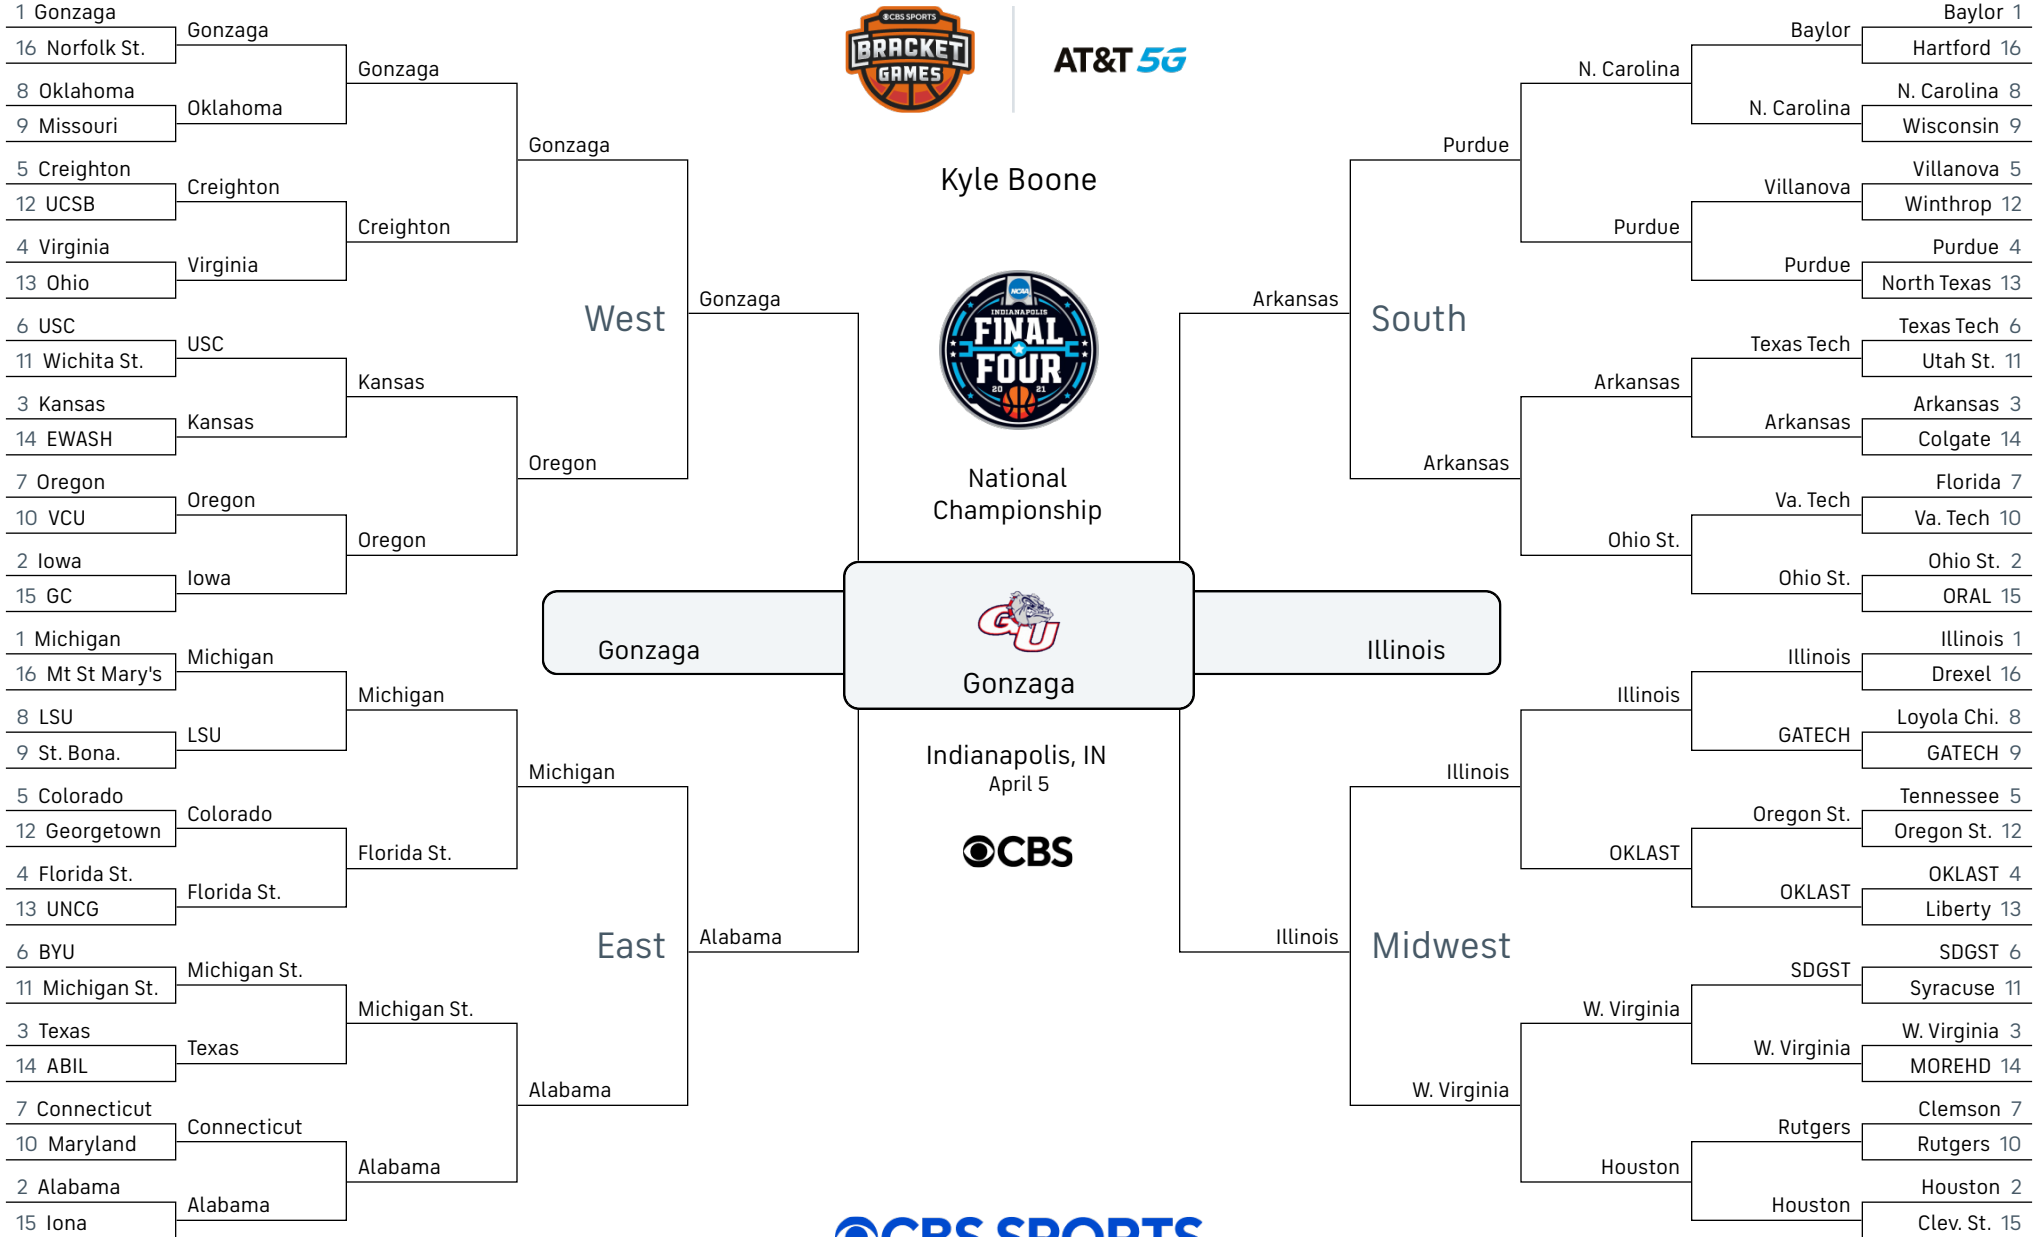 1 Gonzaga
16 Norfolk St.
8 Oklahoma
9 Missouri
5 Creighton
12 UCSB
4 Virginia
13 Ohio
6 USC
11 Wichita St.
3 Kansas
14 EWASH
7 Oregon
10 VCU
2 Iowa
15 GC
Gonzaga
Oklahoma
Creighton
Virginia
USC
Kansas
Oregon
Iowa
Gonzaga
Creighton
Kansas
Oregon
Gonzaga
Oregon
West
Gonzaga
1 Michigan
16 Mt St Mary's
8 LSU
9 St. Bona.
5 Colorado
12 Georgetown
4 Florida St.
13 UNCG
6 BYU
11 Michigan St.
3 Texas
14 ABIL
7 Connecticut
10 Maryland
2 Alabama
15 Iona
Michigan
LSU
Colorado
Florida St.
Michigan St.
Texas
Connecticut
Alabama
Michigan
Florida St.
Michigan St.
Alabama
Michigan
Alabama
East
Alabama
CBS SPORTS
BRACKET
GAMES
AT&T 5G
Kyle Boone
NCAA
INDIANAPOLIS
FINAL
FOUR
20 21
National
Championship
Gonzaga
GU
Gonzaga
Illinois
Indianapolis, IN
April 5
CBS
CBS SPORTS
Baylor 1
Hartford 16
N. Carolina 8
Wisconsin 9
Villanova 5
Winthrop 12
Purdue 4
North Texas 13
Texas Tech 6
Utah St. 11
Arkansas 3
Colgate 14
Florida 7
Va. Tech 10
Ohio St. 2
ORAL 15
Baylor
N. Carolina
Villanova
Purdue
Texas Tech
Arkansas
Va. Tech
Ohio St.
N. Carolina
Purdue
Arkansas
Ohio St.
Purdue
Arkansas
South
Arkansas
Illinois 1
Drexel 16
Loyola Chi. 8
GATECH 9
Tennessee 5
Oregon St. 12
OKLAST 4
Liberty 13
SDGST 6
Syracuse 11
W. Virginia 3
MOREHD 14
Clemson 7
Rutgers 10
Houston 2
Clev. St. 15
Illinois
GATECH
Oregon St.
OKLAST
SDGST
W. Virginia
Rutgers
Houston
Illinois
OKLAST
W. Virginia
Houston
Illinois
W. Virginia
Midwest
Illinois